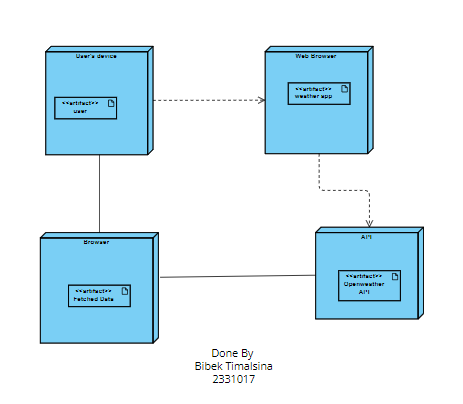 User's device
<<artifact>>
user
Web Browser
<<artifact>>
weather app
Browser
<<artifact>>
Fetched Data
API
<<artifact>>
Openweather
API
Done By
Bibek Timalsina
2331017